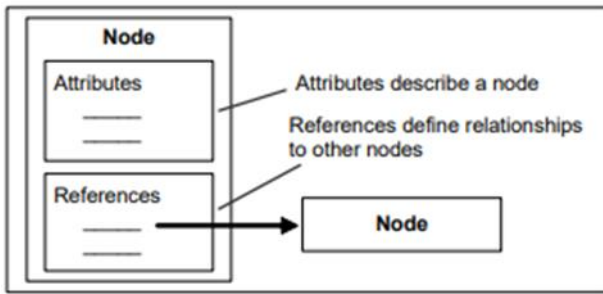 Node
Attributes
Attributes describe a node
References define relationships
to other nodes
References
Node